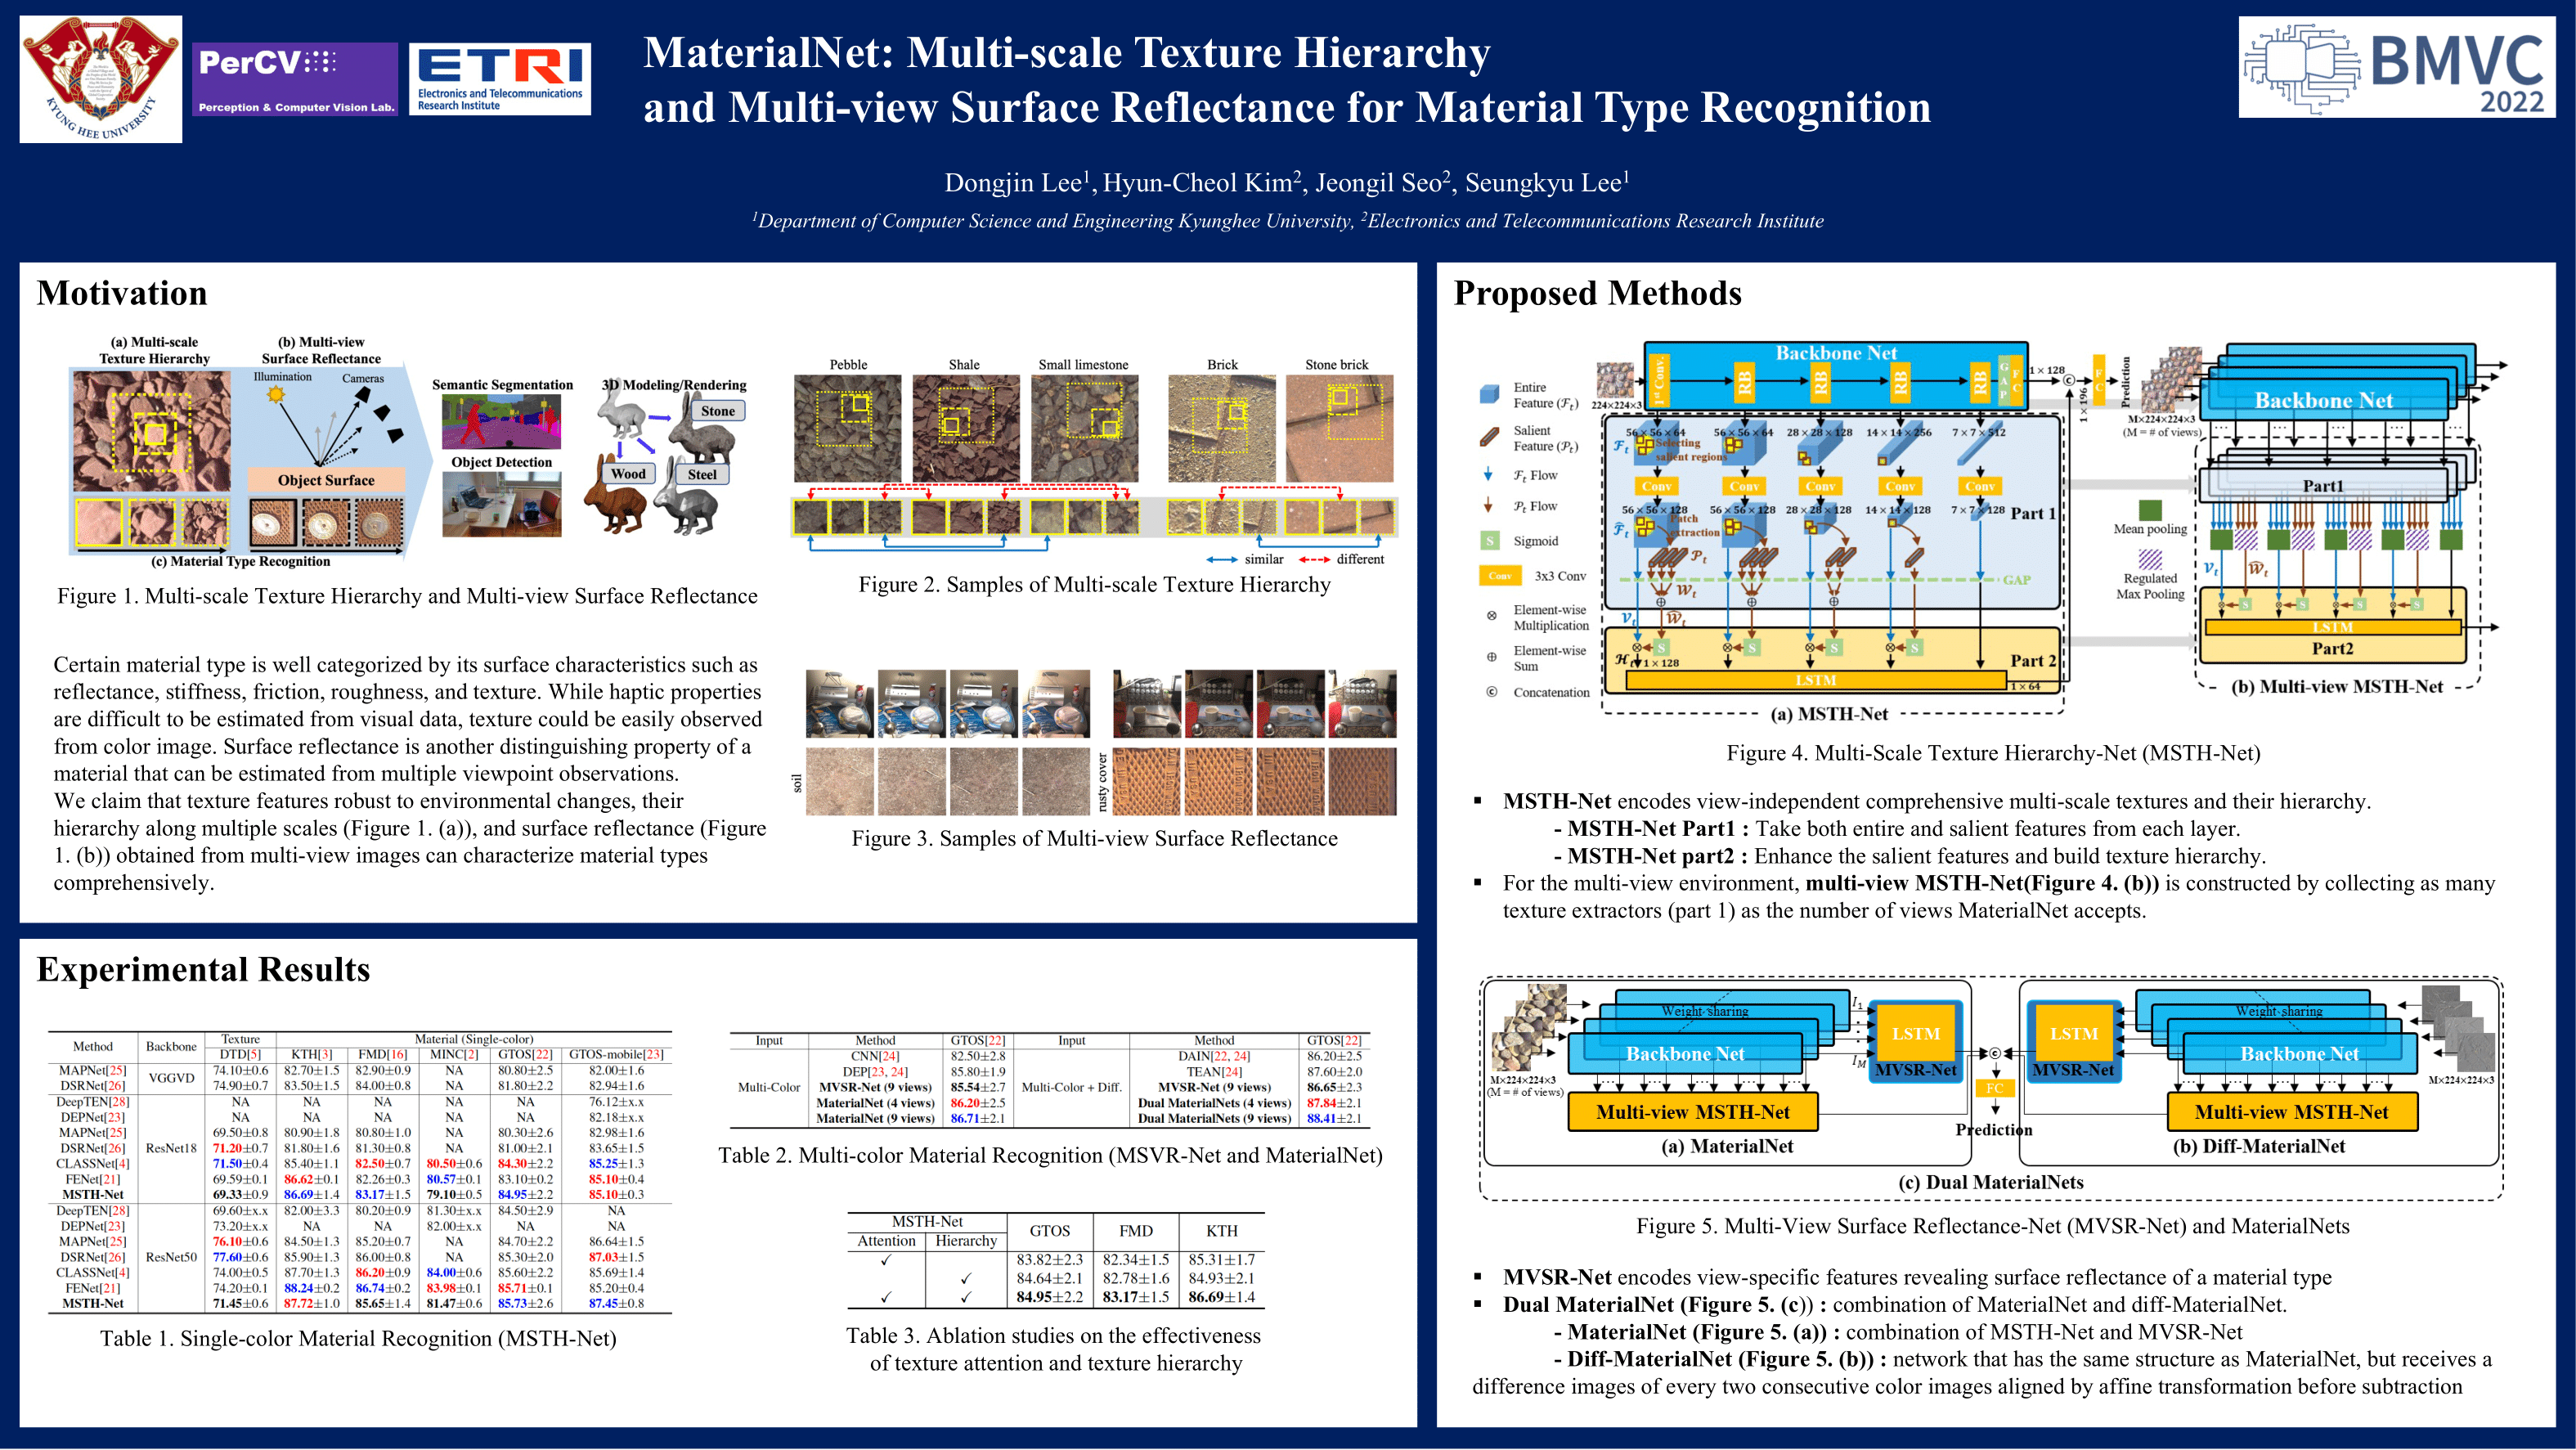 KYUNG HEE UNIVERSITY
PerCV
Perception & Computer Vision Lab.
ETRI
Electronics and Telecommunications
Research Institute
MaterialNet: Multi-scale Texture Hierarchy
and Multi-view Surface Reflectance for Material Type Recognition
BMVC
2022
Dongjin Lee1, Hyun-Cheol Kim2, Jeongil Seo2, Seungkyu Lee1
1Department of Computer Science and Engineering Kyunghee University, 2Electronics and Telecommunications Research Institute
Motivation
(a) Multi-scale
Texture Hierarchy
(b) Multi-view
Surface Reflectance
Illumination
Cameras
Object Surface
(c) Material Type Recognition
Semantic Segmentation
Object Detection
3D Modeling/Rendering
Stone
Wood
Steel
Figure 1. Multi-scale Texture Hierarchy and Multi-view Surface Reflectance
Pebble Shale Small limestone Brick Stone brick
similar different
Figure 2. Samples of Multi-scale Texture Hierarchy
Certain material type is well categorized by its surface characteristics such as
reflectance, stiffness, friction, roughness, and texture. While haptic properties
are difficult to be estimated from visual data, texture could be easily observed
from color image. Surface reflectance is another distinguishing property of a
material that can be estimated from multiple viewpoint observations.
We claim that texture features robust to environmental changes, their
hierarchy along multiple scales (Figure 1. (a)), and surface reflectance (Figure
1. (b)) obtained from multi-view images can characterize material types
comprehensively.
soil
rusty cover
Figure 3. Samples of Multi-view Surface Reflectance
Experimental Results
Method Backbone Texture Material (Single-color)
DTD[5] KTH[3] FMD[16] MINC[2] GTOS[22] GTOS-mobile[23]
MAPNet[25] VGGVD 74.10±0.6 82.70±1.5 82.90±0.9 NA 80.80±2.5 82.00±1.6
DSRNet[26] 74.90±0.7 83.50±1.5 84.00±0.8 NA 81.80±2.2 82.94±1.6
DeepTEN[28] ResNet18 NA NA NA NA NA 76.12±x.x
DEPNet[23] NA NA NA NA NA 82.18±x.x
MAPNet[25] 69.50±0.8 80.90±1.8 80.80±1.0 NA 80.30±2.6 82.98±1.6
DSRNet[26] 71.20±0.7 81.80±1.6 81.30±0.8 NA 81.00±2.1 83.65±1.5
CLASSNet[4] 71.50±0.4 85.40±1.1 82.50±0.7 80.50±0.6 84.30±2.2 85.25±1.3
FENet[21] 69.59±0.1 86.62±0.1 82.26±0.3 80.57±0.1 83.10±0.2 85.10±0.4
MSTH-Net 69.33±0.9 86.69±1.4 83.17±1.5 79.10±0.5 84.95±2.2 85.10±0.3
DeepTEN[28] ResNet50 69.60±x.x 82.00±3.3 80.20±0.9 81.30±x.x 84.50±2.9 NA
DEPNet[23] 73.20±x.x NA NA 82.00±x.x NA NA
MAPNet[25] 76.10±0.6 84.50±1.3 85.20±0.7 NA 84.70±2.2 86.64±1.5
DSRNet[26] 77.60±0.6 85.90±1.3 86.00±0.8 NA 85.30±2.0 87.03±1.5
CLASSNet[4] 74.00±0.5 87.70±1.3 86.20±0.9 84.00±0.6 85.60±2.2 85.69±1.4
FENet[21] 74.20±0.1 88.24±0.2 86.74±0.2 83.98±0.1 85.71±0.1 85.20±0.4
MSTH-Net 71.45±0.6 87.72±1.0 85.65±1.4 81.47±0.6 85.73±2.6 87.45±0.8
Table 1. Single-color Material Recognition (MSTH-Net)
Input Method GTOS[22] Input Method GTOS[22]
CNN[24] 82.50±2.8 DAIN[22, 24] 86.20±2.5
DEP[23, 24] 85.80±1.9 TEAN[24] 87.60±2.0
Multi-Color MVSR-Net (9 views) 85.54±2.7 Multi-Color + Diff. MVSR-Net (9 views) 86.65±2.3
MaterialNet (4 views) 86.20±2.5 Dual MaterialNets (4 views) 87.84±2.1
MaterialNet (9 views) 86.71±2.1 Dual MaterialNets (9 views) 88.41±2.1
Table 2. Multi-color Material Recognition (MSVR-Net and MaterialNet)
MSTH-Net GTOS FMD KTH
Attention Hierarchy
✓ 83.82±2.3 82.34±1.5 85.31±1.7
✓ 84.64±2.1 82.78±1.6 84.93±2.1
✓ ✓ 84.95±2.2 83.17±1.5 86.69±1.4
Table 3. Ablation studies on the effectiveness
of texture attention and texture hierarchy
Proposed Methods
Entire
Feature (Ft)
Salient
Feature (Pt)
Ft Flow
Pt Flow
S Sigmoid
Conv 3x3 Conv
⊗ Element-wise
Multiplication
⊕ Element-wise
Sum
© Concatenation
Backbone Net
1st Conv. RB RB RB RB GAP FC
224×224×3
1 × 128
© FC Prediction
1 × 196
56 × 56 × 64 56 × 56 × 64 28 × 28 × 128 14 × 14 × 256 7 × 7 × 512
Ft Selecting
salient regions
Conv Conv Conv Conv Conv
56 × 56 × 128 56 × 56 × 128 28 × 28 × 128 14 × 14 × 128 7 × 7 × 128 Part 1
F̂t Patch
extraction
Pt
GAP
Wt
Vt Ŵt
S S S S
Ht 1 × 128
Part 2
LSTM
1 × 64
(a) MSTH-Net
M×224×224×3
(M = # of views)
Backbone Net
Part1
Mean pooling
Regulated
Max Pooling
Vt Ŵt
S S S S
LSTM
Part2
(b) Multi-view MSTH-Net
Figure 4. Multi-Scale Texture Hierarchy-Net (MSTH-Net)
▪ MSTH-Net encodes view-independent comprehensive multi-scale textures and their hierarchy.
- MSTH-Net Part1 : Take both entire and salient features from each layer.
- MSTH-Net part2 : Enhance the salient features and build texture hierarchy.
▪ For the multi-view environment, multi-view MSTH-Net(Figure 4. (b)) is constructed by collecting as many
texture extractors (part 1) as the number of views MaterialNet accepts.
M×224×224×3
(M = # of views)
Weight-sharing
Backbone Net
I1
IM
LSTM
MVSR-Net
Multi-view MSTH-Net
(a) MaterialNet
©
FC
Prediction
LSTM
MVSR-Net
Weight-sharing
Backbone Net
M×224×224×3
Multi-view MSTH-Net
(b) Diff-MaterialNet
(c) Dual MaterialNets
Figure 5. Multi-View Surface Reflectance-Net (MVSR-Net) and MaterialNets
▪ MVSR-Net encodes view-specific features revealing surface reflectance of a material type
▪ Dual MaterialNet (Figure 5. (c)) : combination of MaterialNet and diff-MaterialNet.
- MaterialNet (Figure 5. (a)) : combination of MSTH-Net and MVSR-Net
- Diff-MaterialNet (Figure 5. (b)) : network that has the same structure as MaterialNet, but receives a
difference images of every two consecutive color images aligned by affine transformation before subtraction